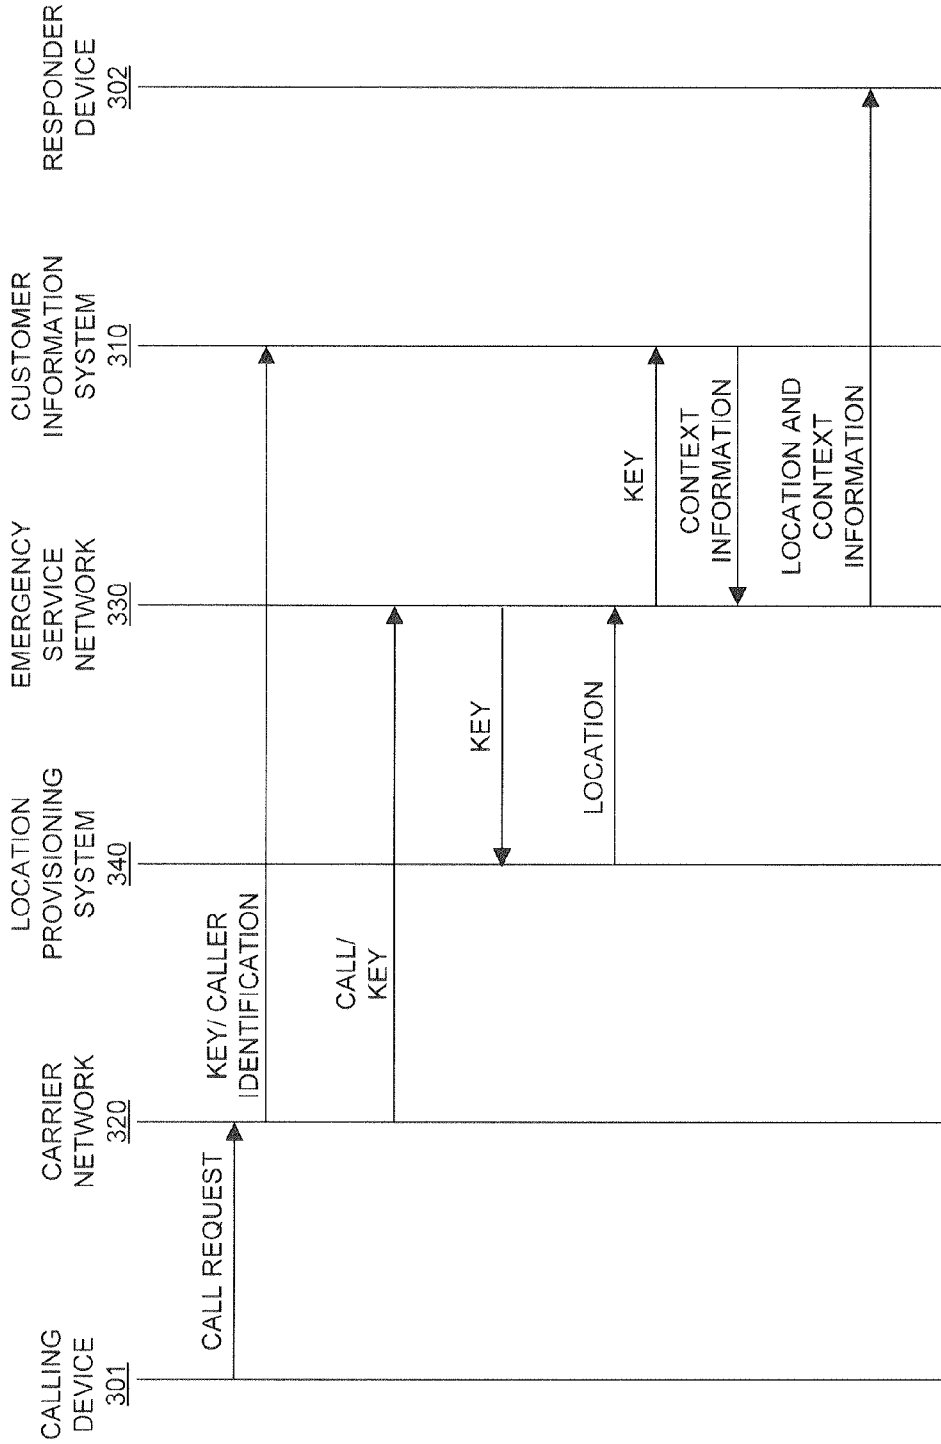 CALLING
DEVICE
301
CARRIER
NETWORK
320
LOCATION
PROVISIONING
SYSTEM
340
EMERGENCY
SERVICE
NETWORK
330
CUSTOMER
INFORMATION
SYSTEM
310
RESPONDER
DEVICE
302
CALL REQUEST
KEY/ CALLER
IDENTIFICATION
CALL/
KEY
KEY
LOCATION
KEY
CONTEXT
INFORMATION
LOCATION AND
CONTEXT
INFORMATION